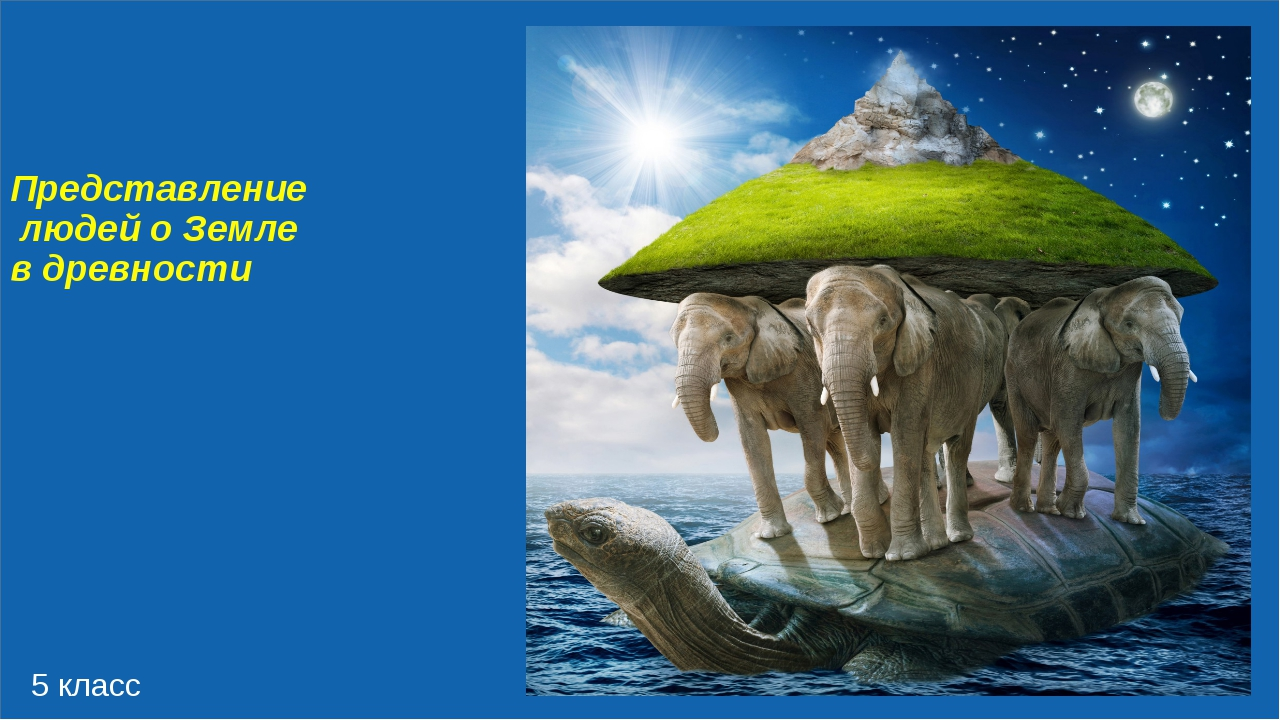 Представление
людей о Земле
в древности
5 класс